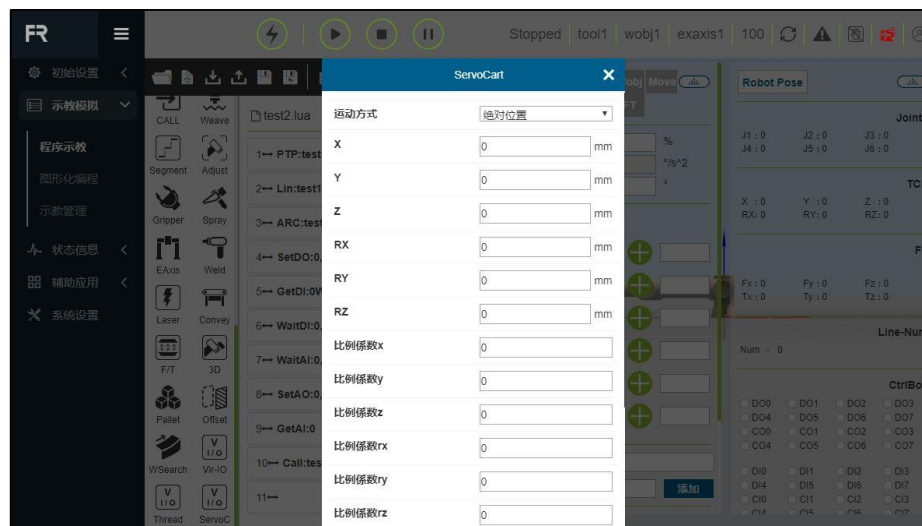 FR
Stopped tool1 wobj1 exaxis1 100
初始设置
示教模拟
程序示教
图形化编程
示教管理
状态信息
辅助应用
系统设置
CALL Weave
Segment Adjust
Gripper Spray
EAxis Weld
Laser Convey
F/T 3D
Pallet Offset
WSearch Vir-IO
Thread ServoC
test2.lua
1 PTP:test
2 Lin:test1
3 ARC:test
4 SetDO:0,
5 GetDI:0
6 WaitDI:0,
7 WaitAI:0,
8 SetAO:0,
9 GetAI:0
10 Call:tes
11
ServoCart ×
运动方式 绝对位置
X 0 mm
Y 0 mm
Z 0 mm
RX 0 mm
RY 0 mm
RZ 0 mm
比例係数x 0
比例係数y 0
比例係数z 0
比例係数rx 0
比例係数ry 0
比例係数rz 0
obj Move
FT
%
°/s^2
°
添加
Robot Pose
Joint
J1 : 0 J2 : 0 J3 : 0
J4 : 0 J5 : 0 J6 : 0
TC
X : 0 Y : 0 Z : 0
RX: 0 RY: 0 RZ: 0
F
Fx : 0 Fy : 0 Fz : 0
Tx : 0 Ty : 0 Tz : 0
Line-Num
Num : 0
CtrlBo
DO0 DO1 DO2 DO3
DO4 DO5 DO6 DO7
CO0 CO1 CO2 CO3
CO4 CO5 CO6 CO7
DI0 DI1 DI2 DI3
DI4 DI5 DI6 DI7
CI0 CI1 CI2 CI3
CI4 CI5 CI6 CI7